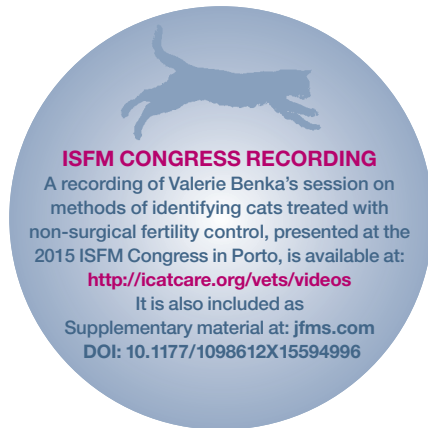 ISFM CONGRESS RECORDING
A recording of Valerie Benka's session on
methods of identifying cats treated with
non-surgical fertility control, presented at the
2015 ISFM Congress in Porto, is available at:
http://icatcare.org/vets/videos
It is also included as
Supplementary material at: jfms.com
DOI: 10.1177/1098612X15594996